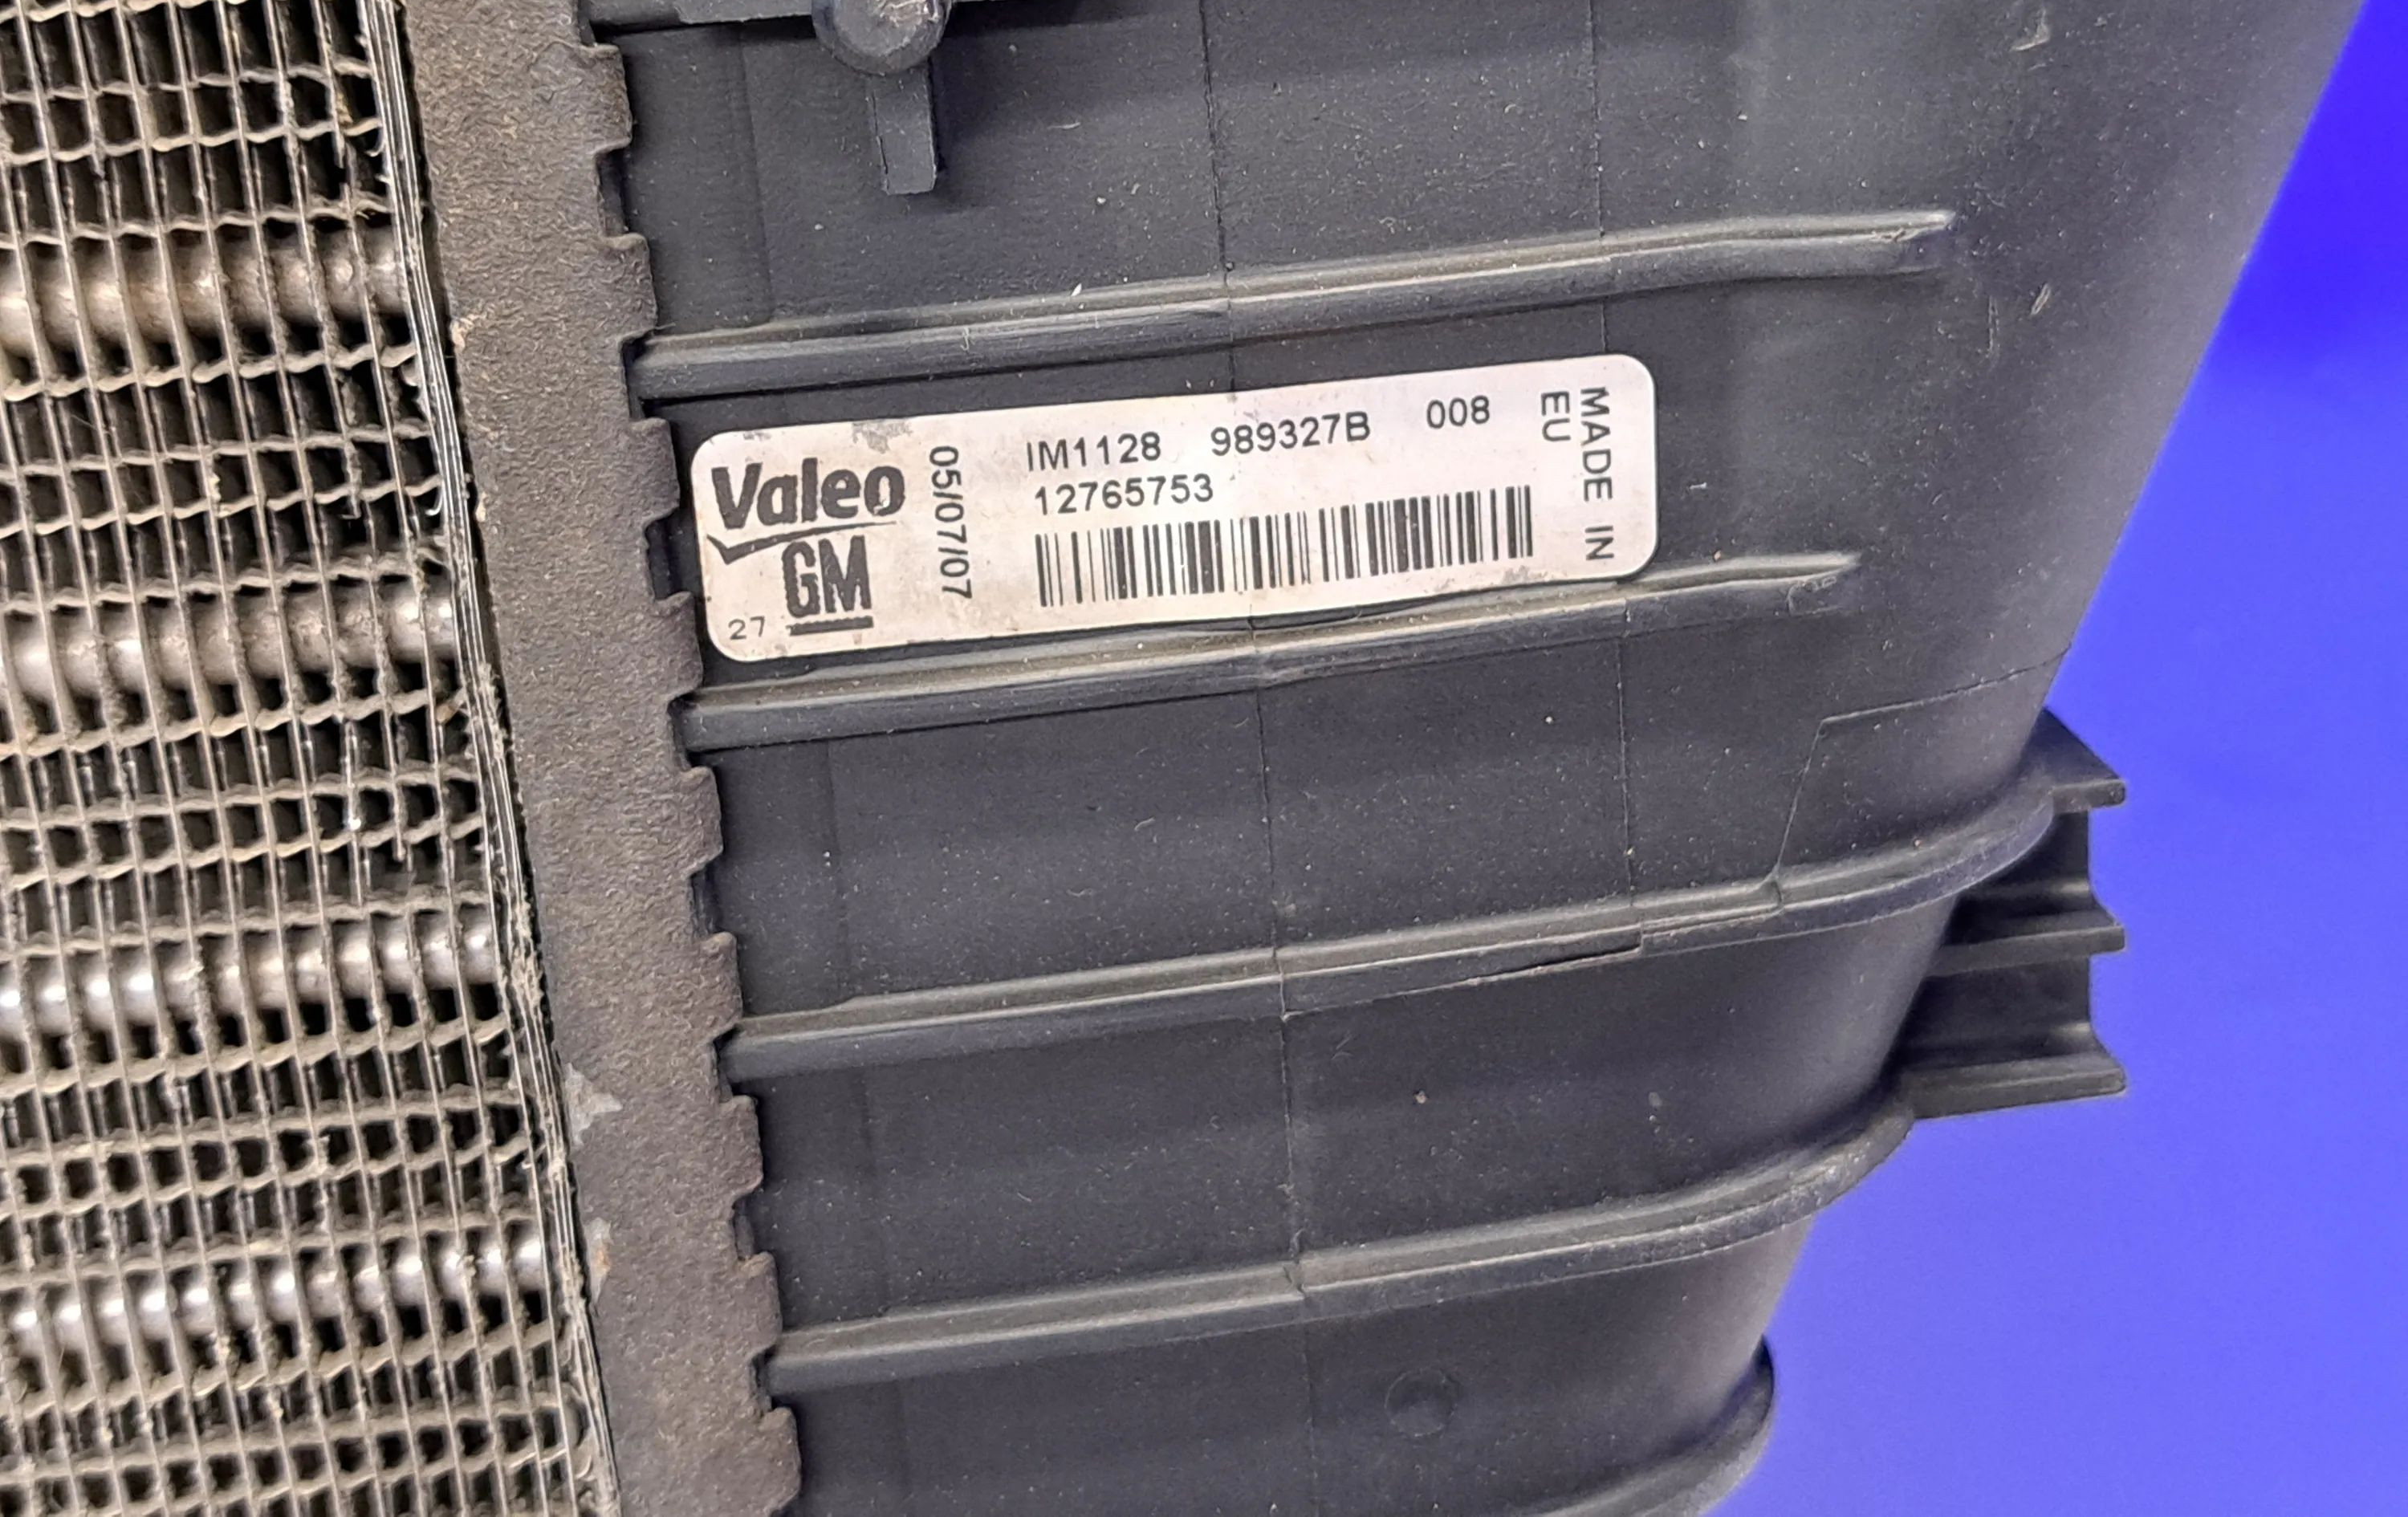 Valeo
GM
27
05/07/07
IM1128 989327B 008
12765753
MADE IN
EU